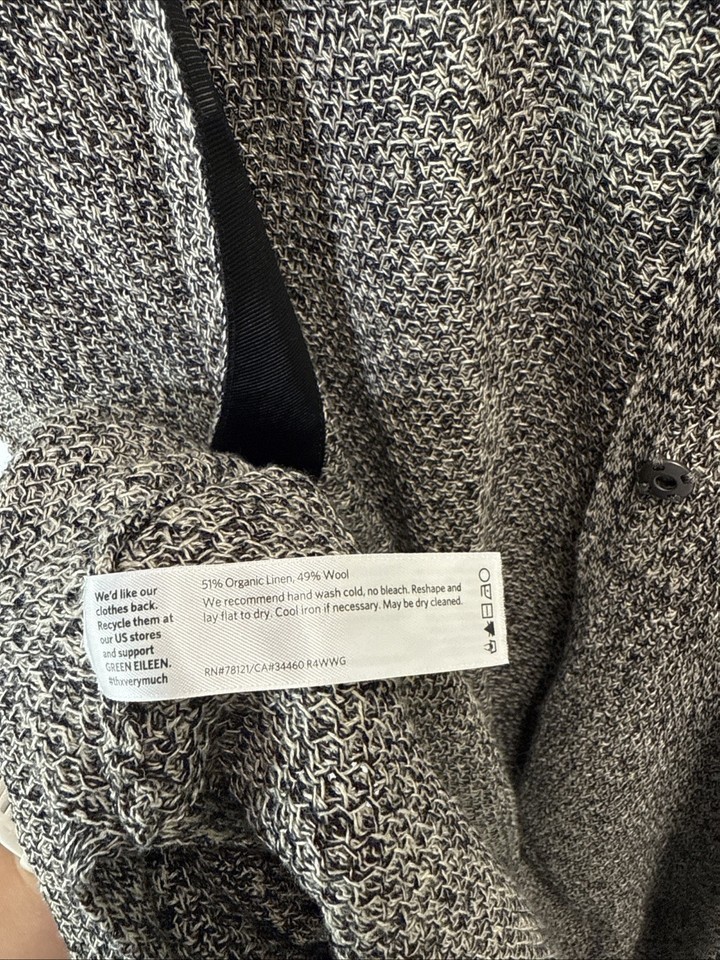 We'd like our
clothes back.
Recycle them at
our US stores
and support
GREEN EILEEN.
#thxverymuch
51% Organic Linen, 49% Wool
We recommend hand wash cold, no bleach. Reshape and
lay flat to dry. Cool iron if necessary. May be dry cleaned.
RN#78121/CA#34460 R4WWG